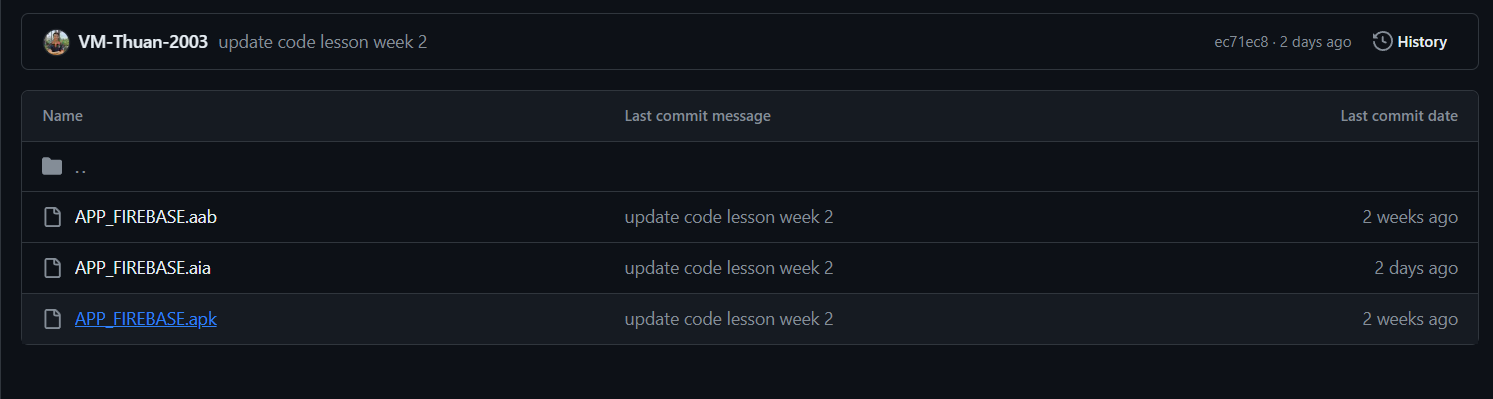 VM-Thuan-2003 update code lesson week 2 ec71ec8 · 2 days ago History
Name Last commit message Last commit date
..
APP_FIREBASE.aab update code lesson week 2 2 weeks ago
APP_FIREBASE.aia update code lesson week 2 2 days ago
APP_FIREBASE.apk update code lesson week 2 2 weeks ago